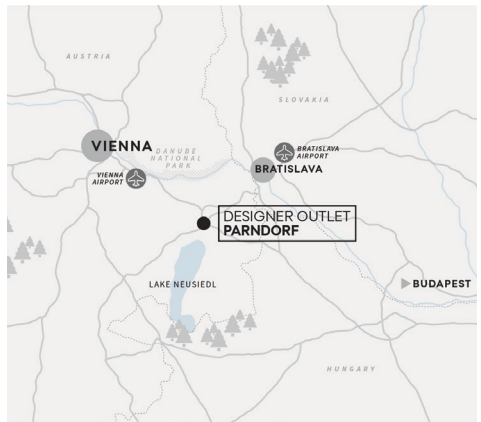 AUSTRIA
SLOVAKIA
VIENNA
DANUBE
NATIONAL
PARK
BRATISLAVA
AIRPORT
BRATISLAVA
VIENNA
AIRPORT
DESIGNER OUTLET
PARNDORF
LAKE NEUSIEDL
BUDAPEST
HUNGARY